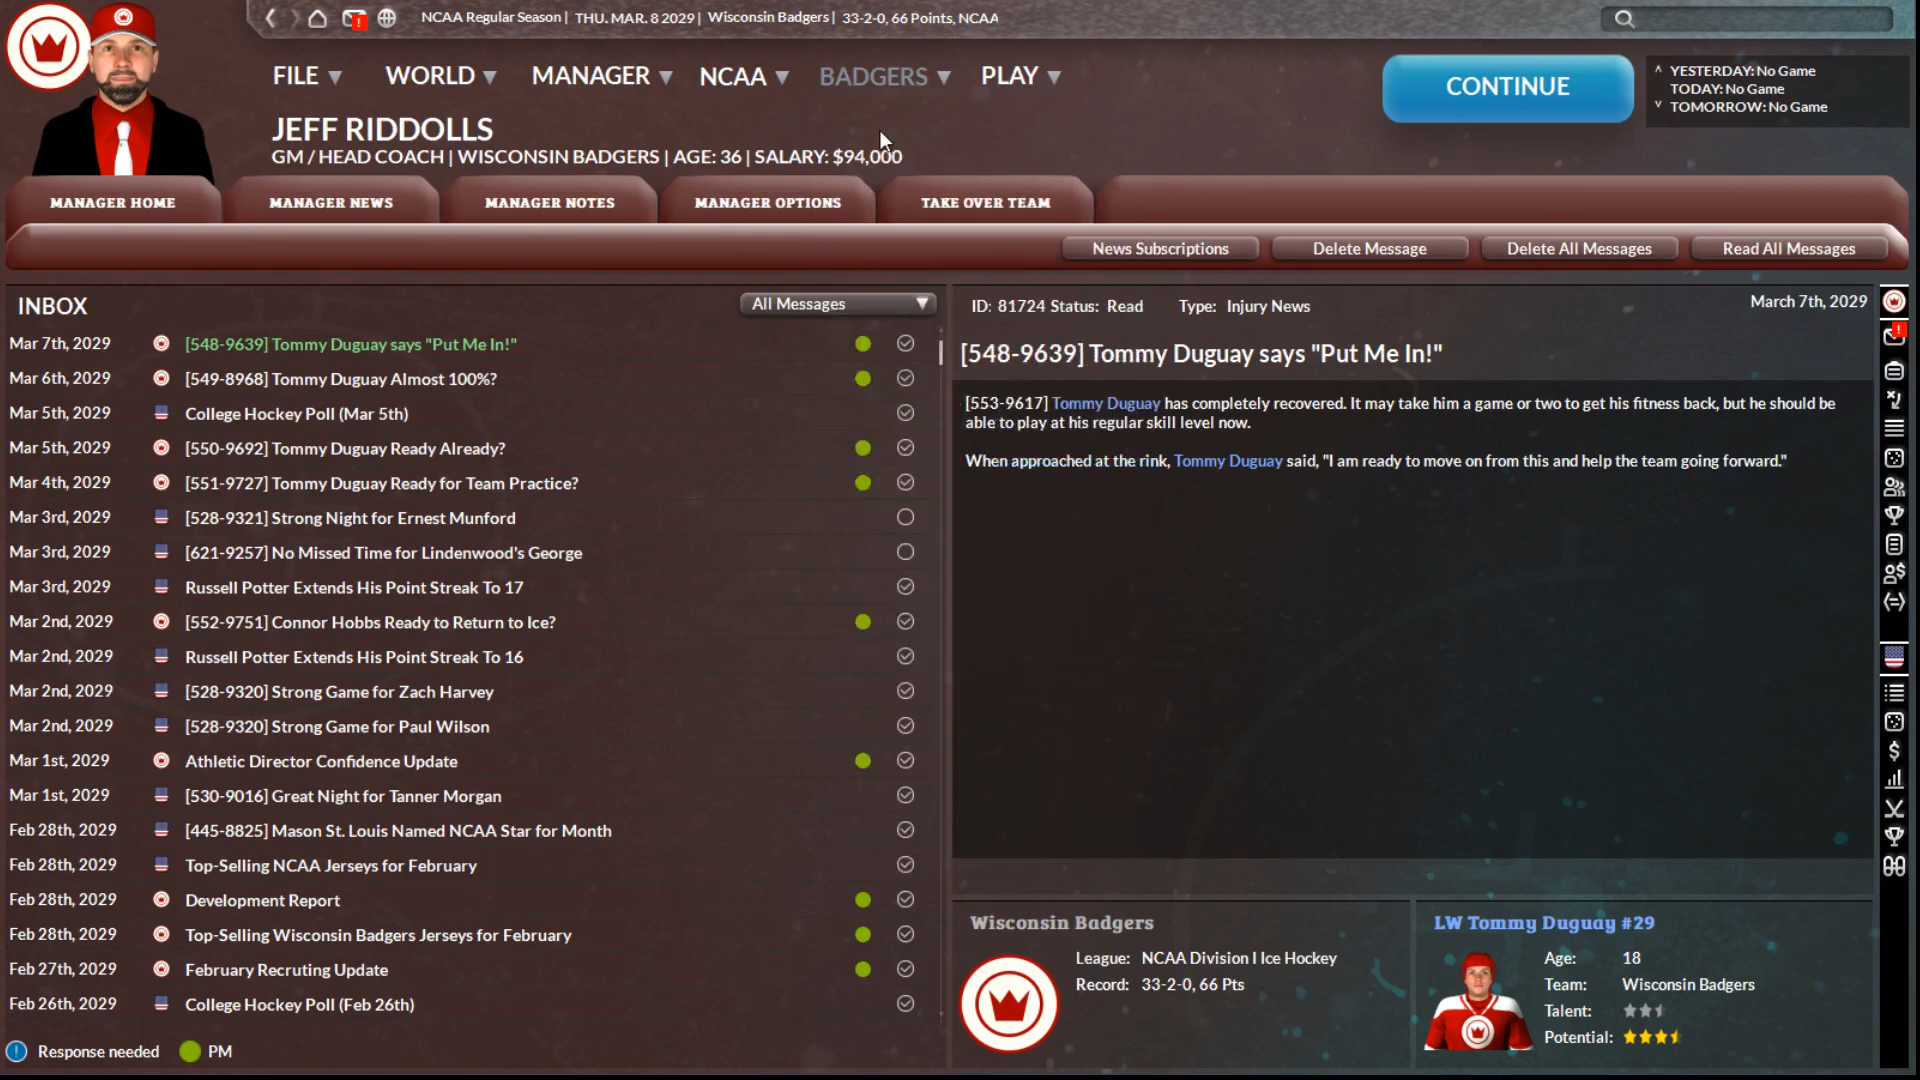 NCAA Regular Season | THU. MAR. 8 2029 | Wisconsin Badgers | 33-2-0, 66 Points, NCAA
FILE WORLD MANAGER NCAA BADGERS PLAY
CONTINUE
YESTERDAY: No Game
TODAY: No Game
TOMORROW: No Game
JEFF RIDDOLLS
GM / HEAD COACH | WISCONSIN BADGERS | AGE: 36 | SALARY: $94,000
MANAGER HOME MANAGER NEWS MANAGER NOTES MANAGER OPTIONS TAKE OVER TEAM
News Subscriptions Delete Message Delete All Messages Read All Messages
INBOX All Messages
Mar 7th, 2029 [548-9639] Tommy Duguay says "Put Me In!"
Mar 6th, 2029 [549-8968] Tommy Duguay Almost 100%?
Mar 5th, 2029 College Hockey Poll (Mar 5th)
Mar 5th, 2029 [550-9692] Tommy Duguay Ready Already?
Mar 4th, 2029 [551-9727] Tommy Duguay Ready for Team Practice?
Mar 3rd, 2029 [528-9321] Strong Night for Ernest Munford
Mar 3rd, 2029 [621-9257] No Missed Time for Lindenwood's George
Mar 3rd, 2029 Russell Potter Extends His Point Streak To 17
Mar 2nd, 2029 [552-9751] Connor Hobbs Ready to Return to Ice?
Mar 2nd, 2029 Russell Potter Extends His Point Streak To 16
Mar 2nd, 2029 [528-9320] Strong Game for Zach Harvey
Mar 2nd, 2029 [528-9320] Strong Game for Paul Wilson
Mar 1st, 2029 Athletic Director Confidence Update
Mar 1st, 2029 [530-9016] Great Night for Tanner Morgan
Feb 28th, 2029 [445-8825] Mason St. Louis Named NCAA Star for Month
Feb 28th, 2029 Top-Selling NCAA Jerseys for February
Feb 28th, 2029 Development Report
Feb 28th, 2029 Top-Selling Wisconsin Badgers Jerseys for February
Feb 27th, 2029 February Recruting Update
Feb 26th, 2029 College Hockey Poll (Feb 26th)
Response needed PM
ID: 81724 Status: Read Type: Injury News March 7th, 2029
[548-9639] Tommy Duguay says "Put Me In!"
[553-9617] Tommy Duguay has completely recovered. It may take him a game or two to get his fitness back, but he should be
able to play at his regular skill level now.
When approached at the rink, Tommy Duguay said, "I am ready to move on from this and help the team going forward."
Wisconsin Badgers
League: NCAA Division I Ice Hockey
Record: 33-2-0, 66 Pts
LW Tommy Duguay #29
Age: 18
Team: Wisconsin Badgers
Talent:
Potential: